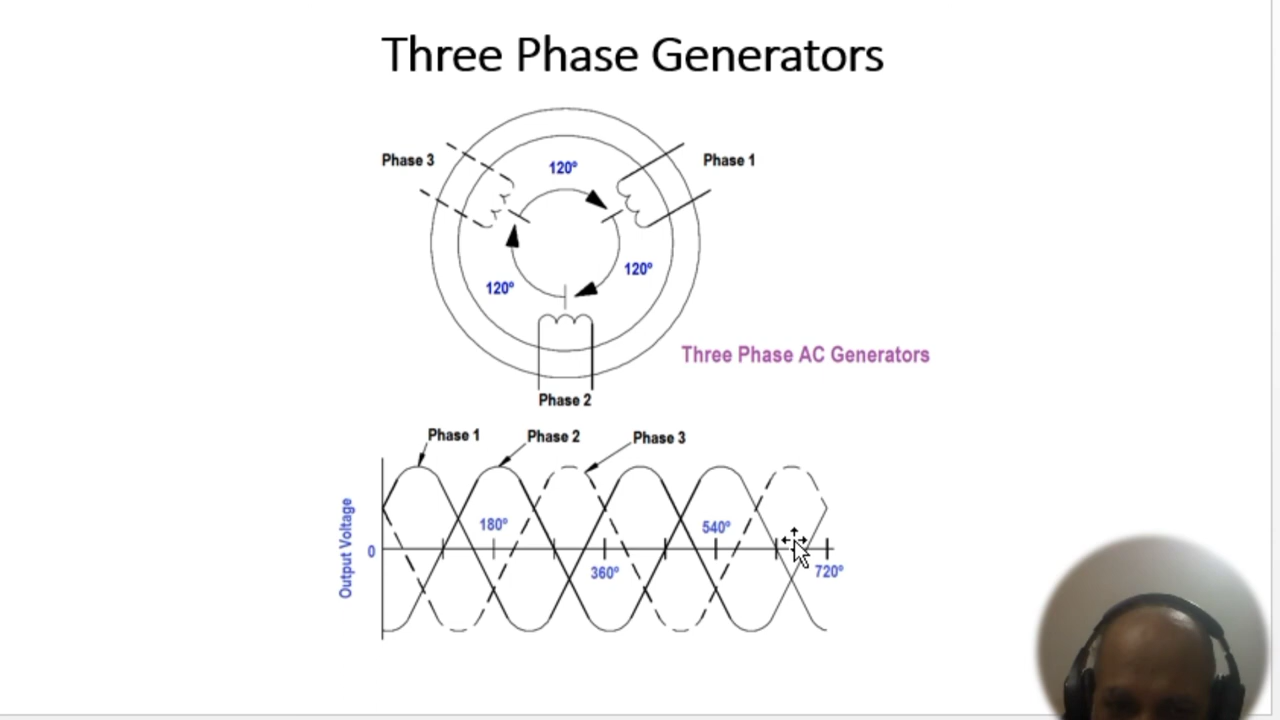 Three Phase Generators
Phase 3
120º
Phase 1
120º
120º
Three Phase AC Generators
Phase 2
Phase 1
Phase 2
Phase 3
Output Voltage
180º
540º
0
360º
720º